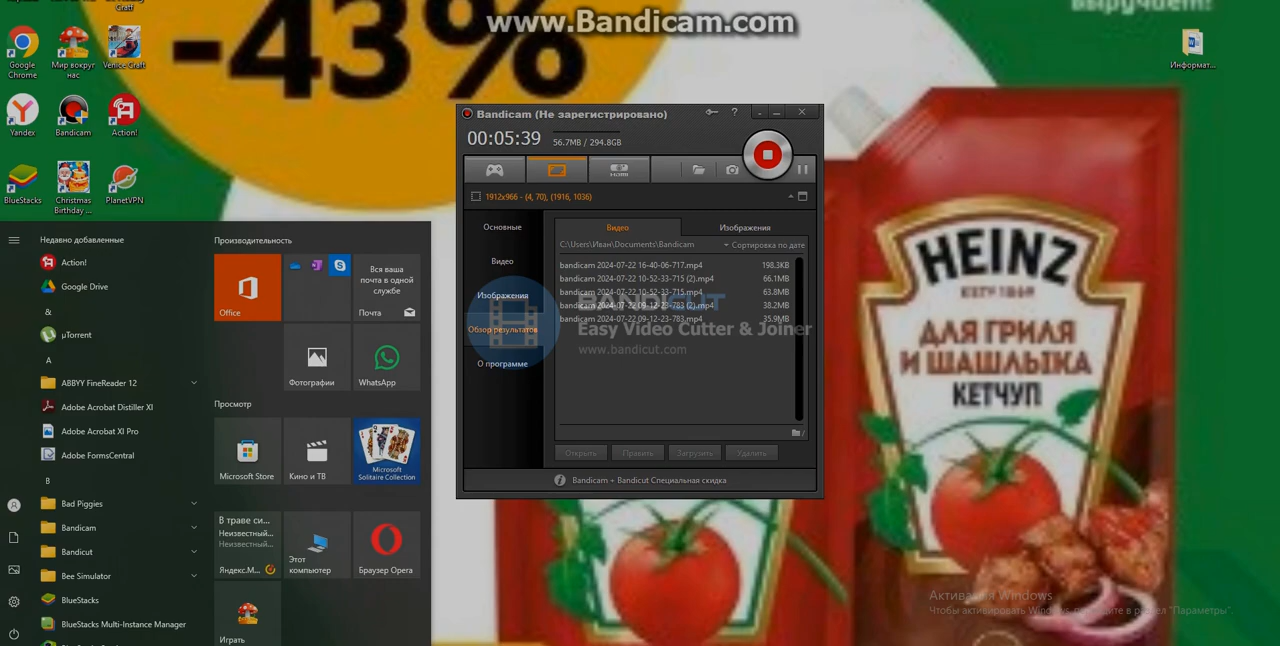 www.Bandicam.com
выручает!
-43%
Craft
Google
Chrome
Мир вокруг
нас
Venice Craft
Информат...
Yandex
Bandicam
Action!
BlueStacks
Christmas
Birthday ...
PlanetVPN
Bandicam (Не зарегистрировано)
?
00:05:39
56.7MB / 294.8GB
HDMI
1912x966 - (4, 70), (1916, 1036)
Основные
Видео
Изображения
Обзор результатов
О программе
Видео
Изображения
C:\Users\Иван\Documents\Bandicam
Сортировка по дате
bandicam 2024-07-22 16-40-06-717.mp4 198.3KB
bandicam 2024-07-22 10-52-33-715 (2).mp4 66.1MB
bandicam 2024-07-22 10-52-33-715.mp4 63.8MB
bandicam 2024-07-22 09-12-23-783 (2).mp4 38.2MB
bandicam 2024-07-22 09-12-23-783.mp4 35.9MB
BANDICUT
Easy Video Cutter & Joiner
www.bandicut.com
Открыть
Править
Загрузить
Удалить
Bandicam + Bandicut Специальная скидка
Недавно добавленные
Action!
Google Drive
&
µTorrent
A
ABBYY FineReader 12
Adobe Acrobat Distiller XI
Adobe Acrobat XI Pro
Adobe FormsCentral
B
Bad Piggies
Bandicam
Bandicut
Bee Simulator
BlueStacks
BlueStacks Multi-Instance Manager
Производительность
Office
Вся ваша
почта в одной
службе
Почта
Фотографии
WhatsApp
Просмотр
Microsoft Store
Кино и ТВ
Microsoft
Solitaire Collection
В траве си...
Неизвестный...
Неизвестный...
Яндекс.М...
Этот
компьютер
Браузер Opera
Играть
HEINZ
ESTD 1869
ДЛЯ ГРИЛЯ
И ШАШЛЫКА
КЕТЧУП
Активация Windows
Чтобы активировать Windows, перейдите в раздел "Параметры".